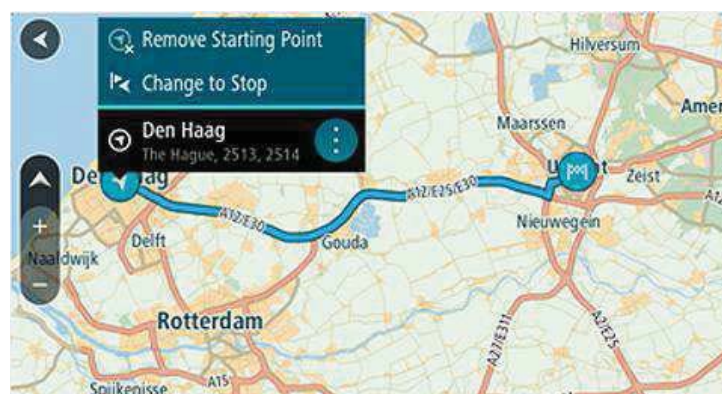 Remove Starting Point
Change to Stop
Den Haag
The Hague, 2513, 2514
Hilversum
Maarssen
Zeist
A12/E30
A12/E25/E30
Gouda
Nieuwegein
Delft
Naaldwijk
Rotterdam
A27/E311
A2/E25
A15
Spijkenisse